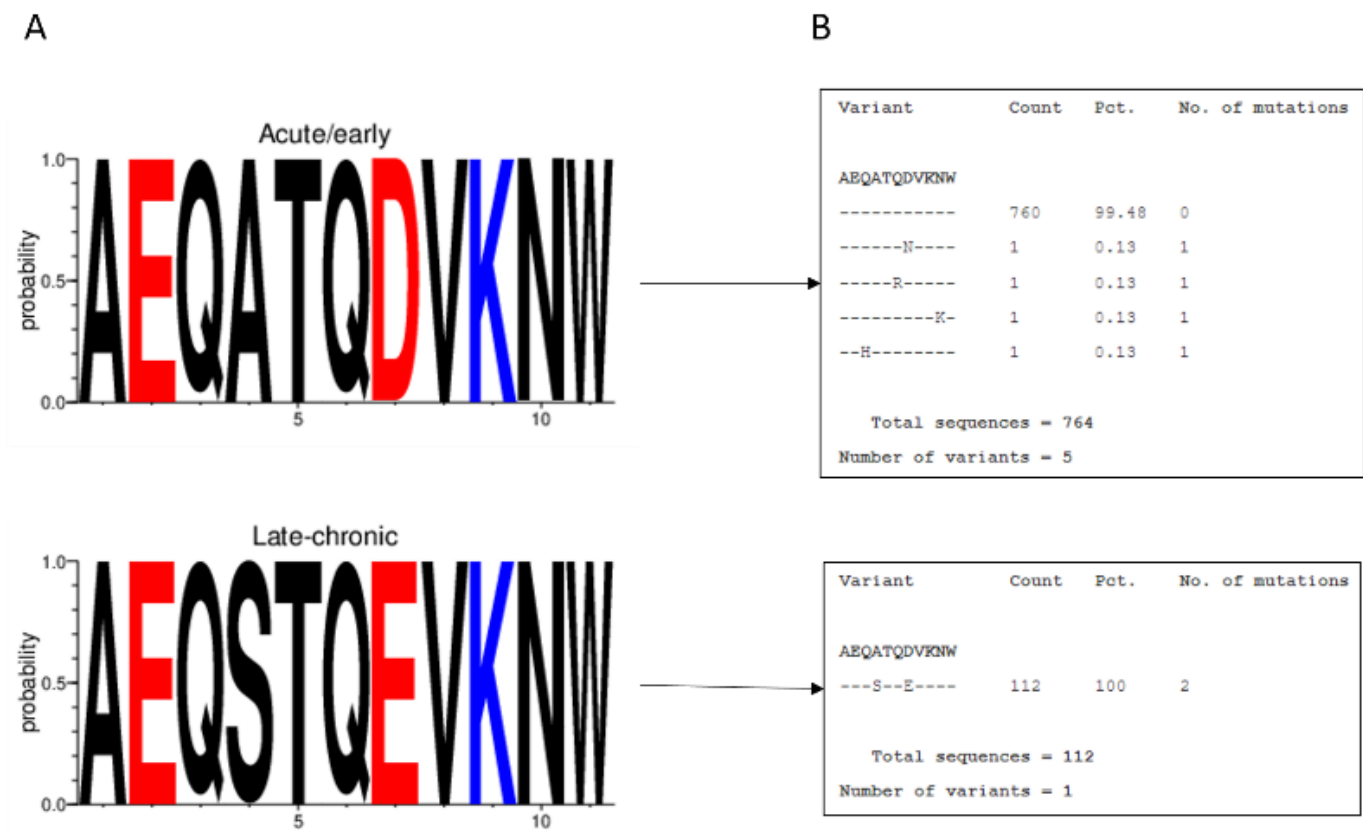 A
B
Acute/early
probability
1.0
0.5
0.0
AEQATQDVKNW
5
10
Variant Count Pct. No. of mutations
AEQATQDVKNW
----------- 760 99.48 0
------N---- 1 0.13 1
-----R----- 1 0.13 1
---------K- 1 0.13 1
--H-------- 1 0.13 1
Total sequences = 764
Number of variants = 5
Late-chronic
probability
1.0
0.5
0.0
AEQSTQEVKNW
5
10
Variant Count Pct. No. of mutations
AEQATQDVKNW
---S--E---- 112 100 2
Total sequences = 112
Number of variants = 1